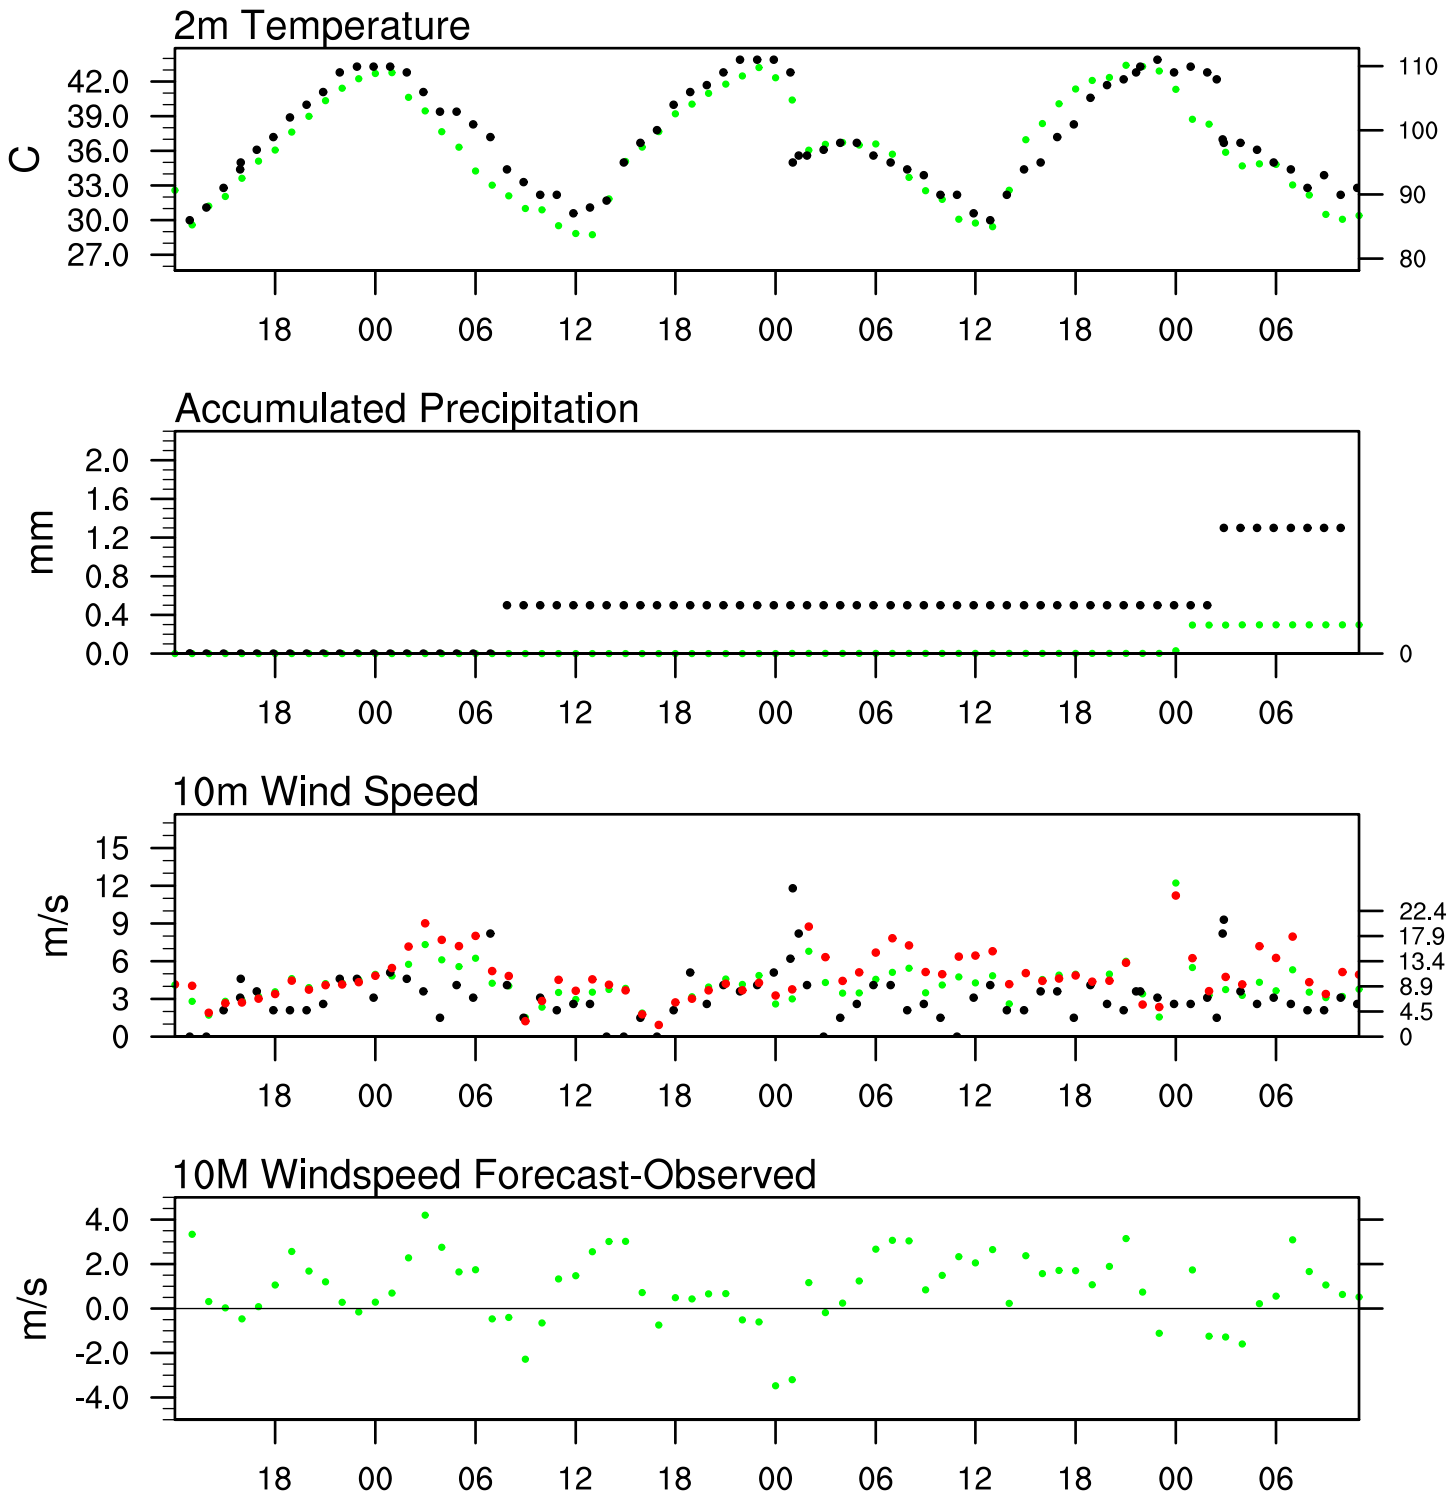 2m Temperature
C
42.0
39.0
36.0
33.0
30.0
27.0
110
100
90
80
18 00 06 12 18 00 06 12 18 00 06
Accumulated Precipitation
mm
2.0
1.6
1.2
0.8
0.4
0.0
0
18 00 06 12 18 00 06 12 18 00 06
10m Wind Speed
m/s
15
12
9
6
3
0
22.4
17.9
13.4
8.9
4.5
0
18 00 06 12 18 00 06 12 18 00 06
10M Windspeed Forecast-Observed
m/s
4.0
2.0
0.0
-2.0
-4.0
18 00 06 12 18 00 06 12 18 00 06